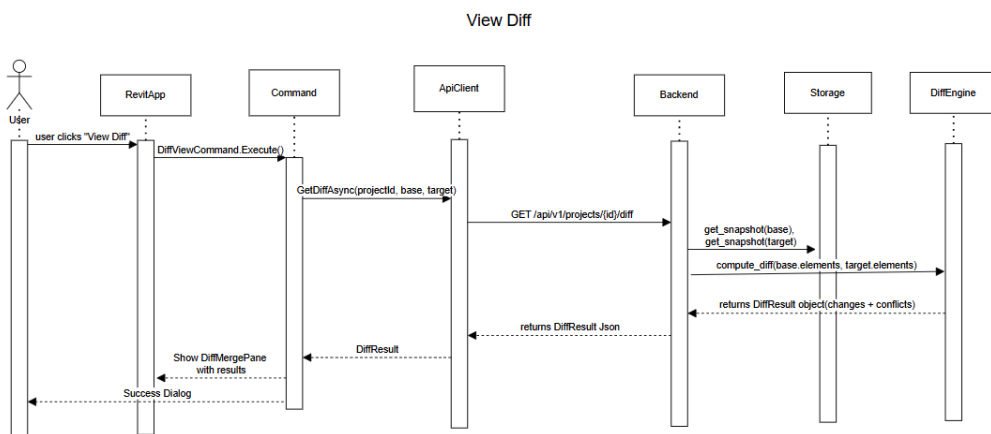 View Diff
User
RevitApp
Command
ApiClient
Backend
Storage
DiffEngine
user clicks "View Diff"
DiffViewCommand.Execute()
GetDiffAsync(projectId, base, target)
GET /api/v1/projects/{id}/diff
get_snapshot(base),
get_snapshot(target)
compute_diff(base.elements, target.elements)
returns DiffResult object(changes + conflicts)
returns DiffResult Json
DiffResult
Show DiffMergePane
with results
Success Dialog